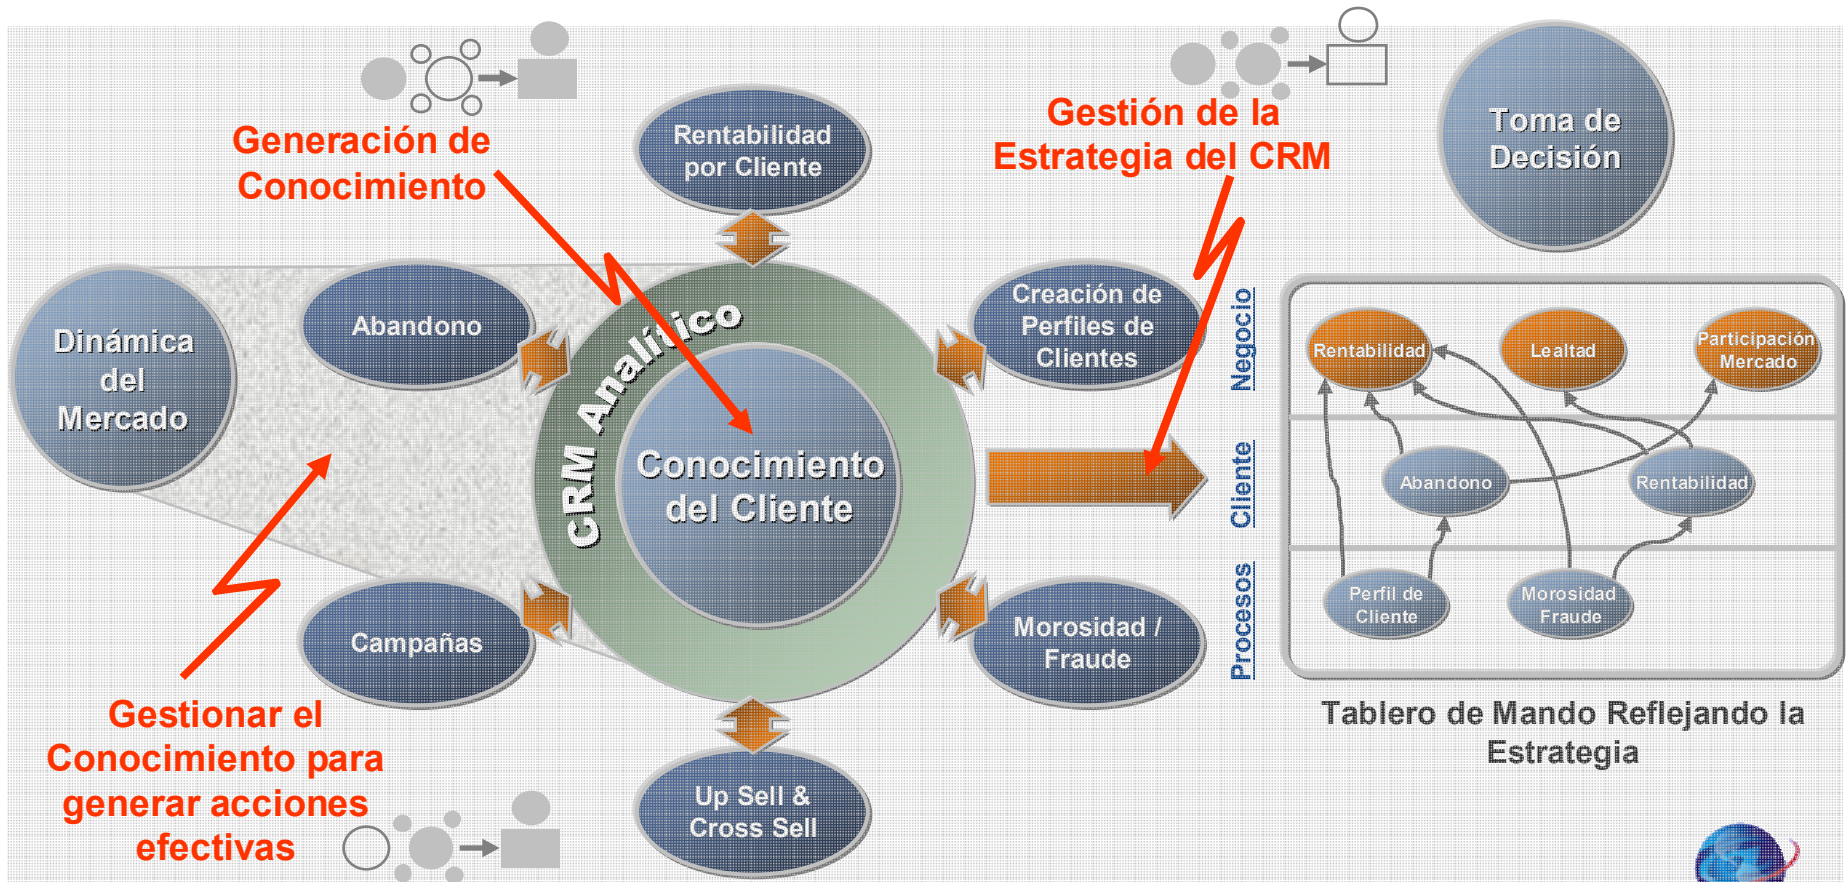 Generación de
Conocimiento
Rentabilidad
por Cliente
Gestión de la
Estrategia del CRM
Toma de
Decisión
Dinámica
del
Mercado
Abandono
CRM Analítico
Creación de
Perfiles de
Clientes
Conocimiento
del Cliente
Campañas
Morosidad /
Fraude
Up Sell &
Cross Sell
Gestionar el
Conocimiento para
generar acciones
efectivas
Negocio
Rentabilidad
Lealtad
Participación
Mercado
Cliente
Abandono
Rentabilidad
Procesos
Perfil de
Cliente
Morosidad
Fraude
Tablero de Mando Reflejando la
Estrategia